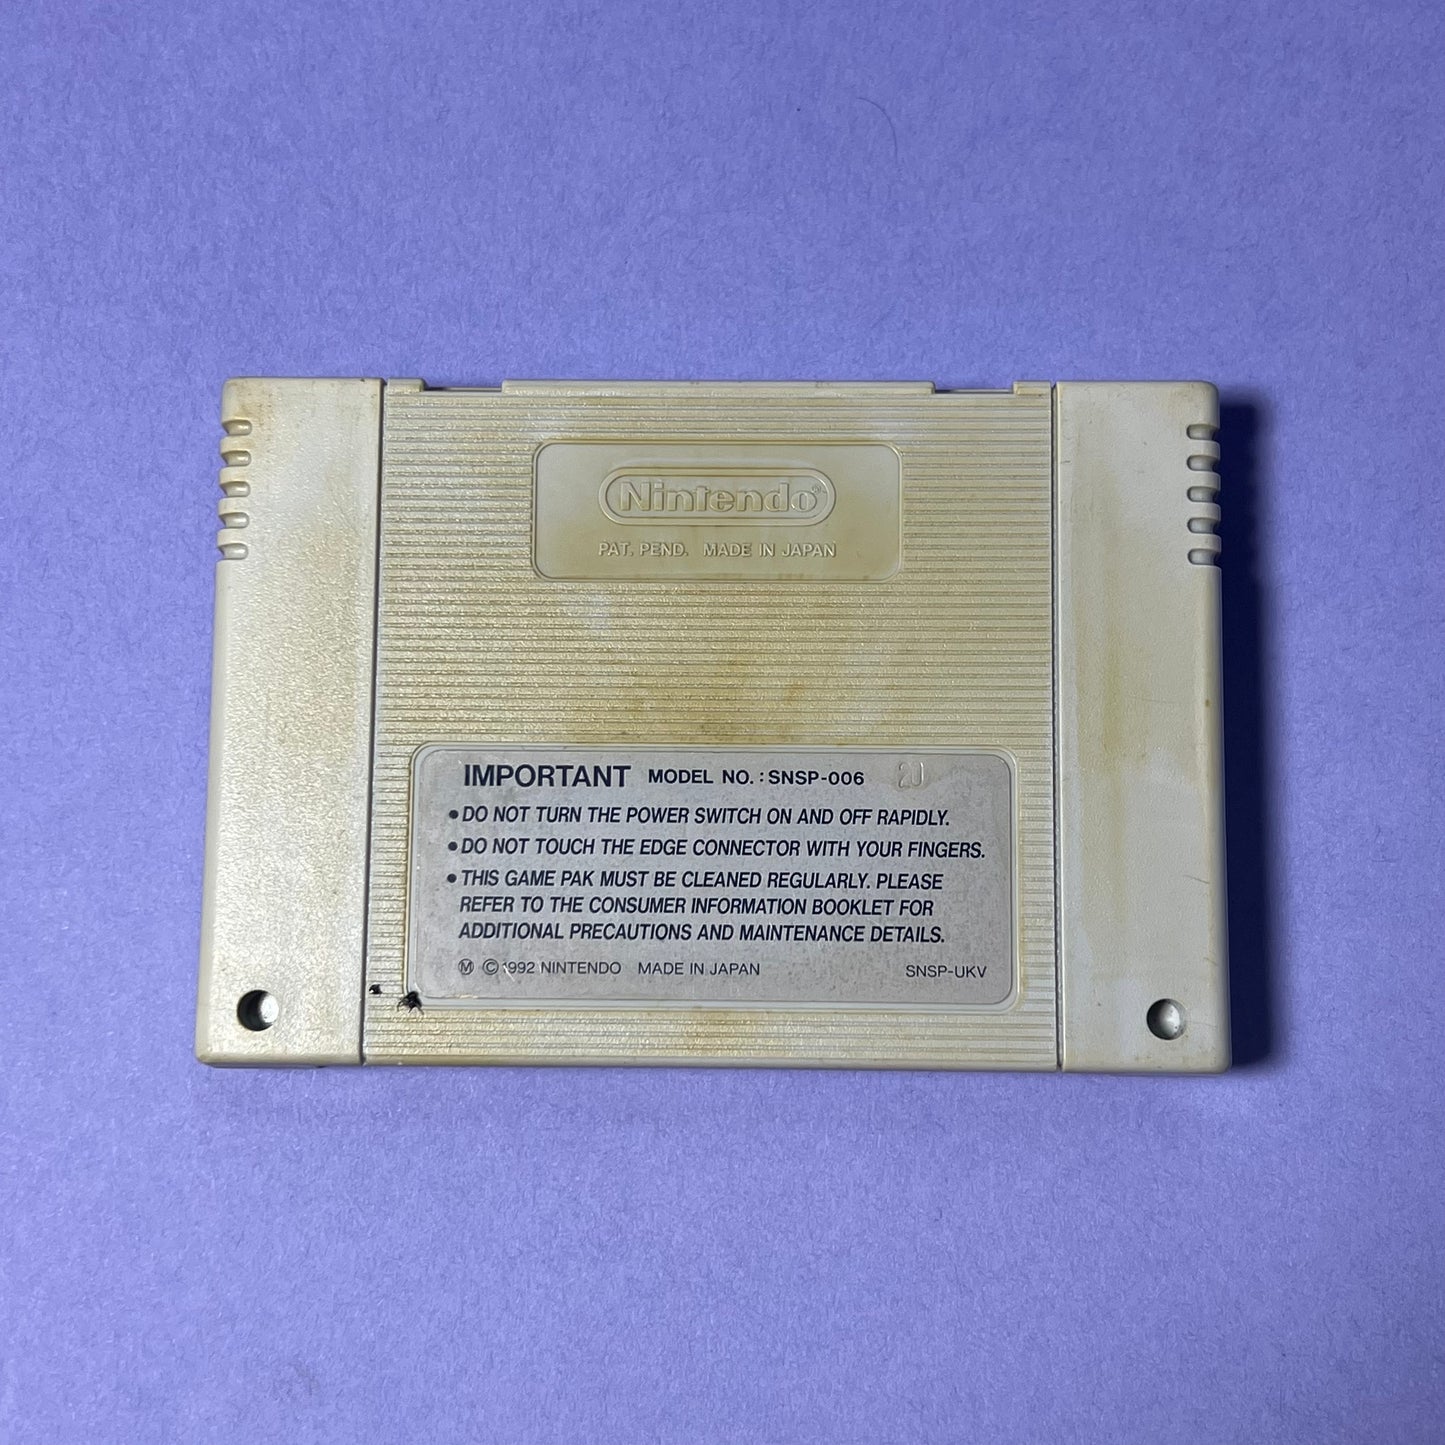 Nintendo®
PAT. PEND. MADE IN JAPAN
IMPORTANT MODEL NO. : SNSP-006 20
• DO NOT TURN THE POWER SWITCH ON AND OFF RAPIDLY.
• DO NOT TOUCH THE EDGE CONNECTOR WITH YOUR FINGERS.
• THIS GAME PAK MUST BE CLEANED REGULARLY. PLEASE
REFER TO THE CONSUMER INFORMATION BOOKLET FOR
ADDITIONAL PRECAUTIONS AND MAINTENANCE DETAILS.
Ⓜ © 1992 NINTENDO MADE IN JAPAN SNSP-UKV